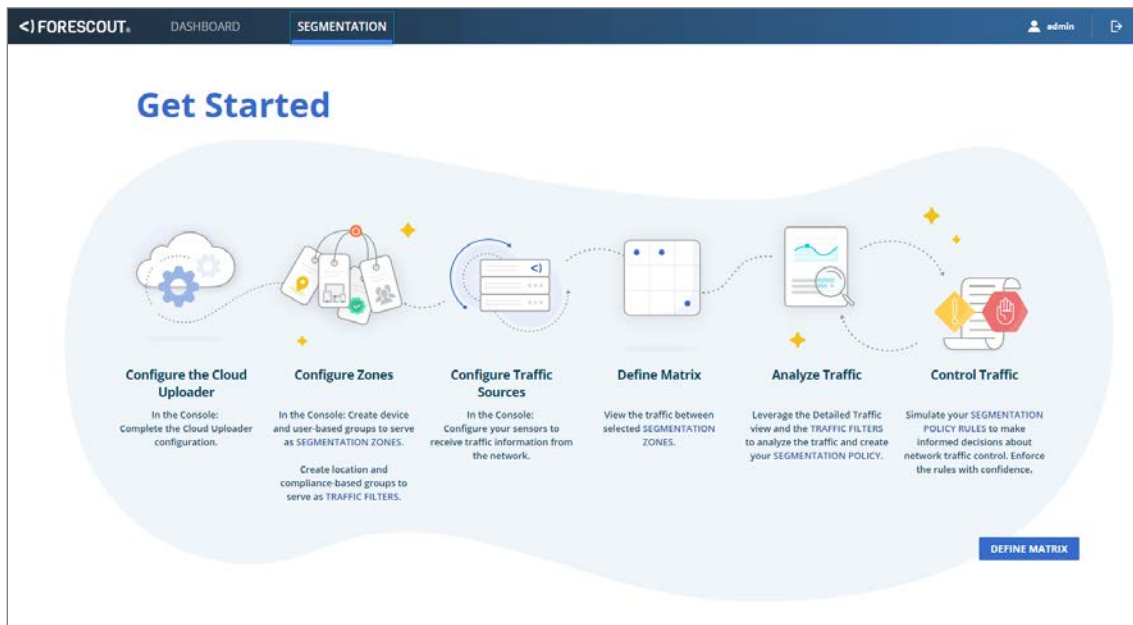 <) FORESCOUT.
DASHBOARD
SEGMENTATION
admin
Get Started
Configure the Cloud
Uploader
In the Console:
Complete the Cloud Uploader
configuration.
Configure Zones
In the Console: Create device
and user-based groups to serve
as SEGMENTATION ZONES.
Create location and
compliance-based groups to
serve as TRAFFIC FILTERS.
Configure Traffic
Sources
In the Console:
Configure your sensors to
receive traffic information from
the network.
Define Matrix
View the traffic between
selected SEGMENTATION
ZONES.
Analyze Traffic
Leverage the Detailed Traffic
view and the TRAFFIC FILTERS
to analyze the traffic and create
your SEGMENTATION POLICY.
Control Traffic
Simulate your SEGMENTATION
POLICY RULES to make
informed decisions about
network traffic control. Enforce
the rules with confidence.
DEFINE MATRIX